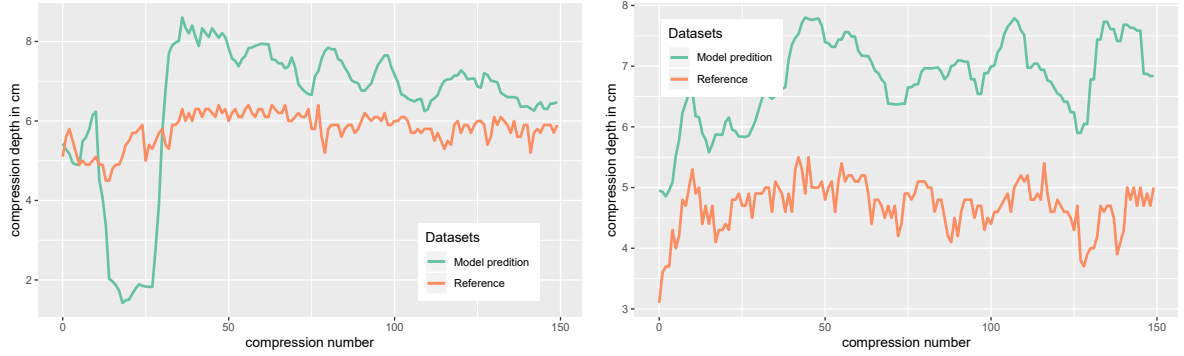 8
6
4
2
0
50
100
150
compression depth in cm
compression number
Datasets
Model predition
Reference
8
7
6
5
4
3
0
50
100
150
compression depth in cm
compression number
Datasets
Model predition
Reference